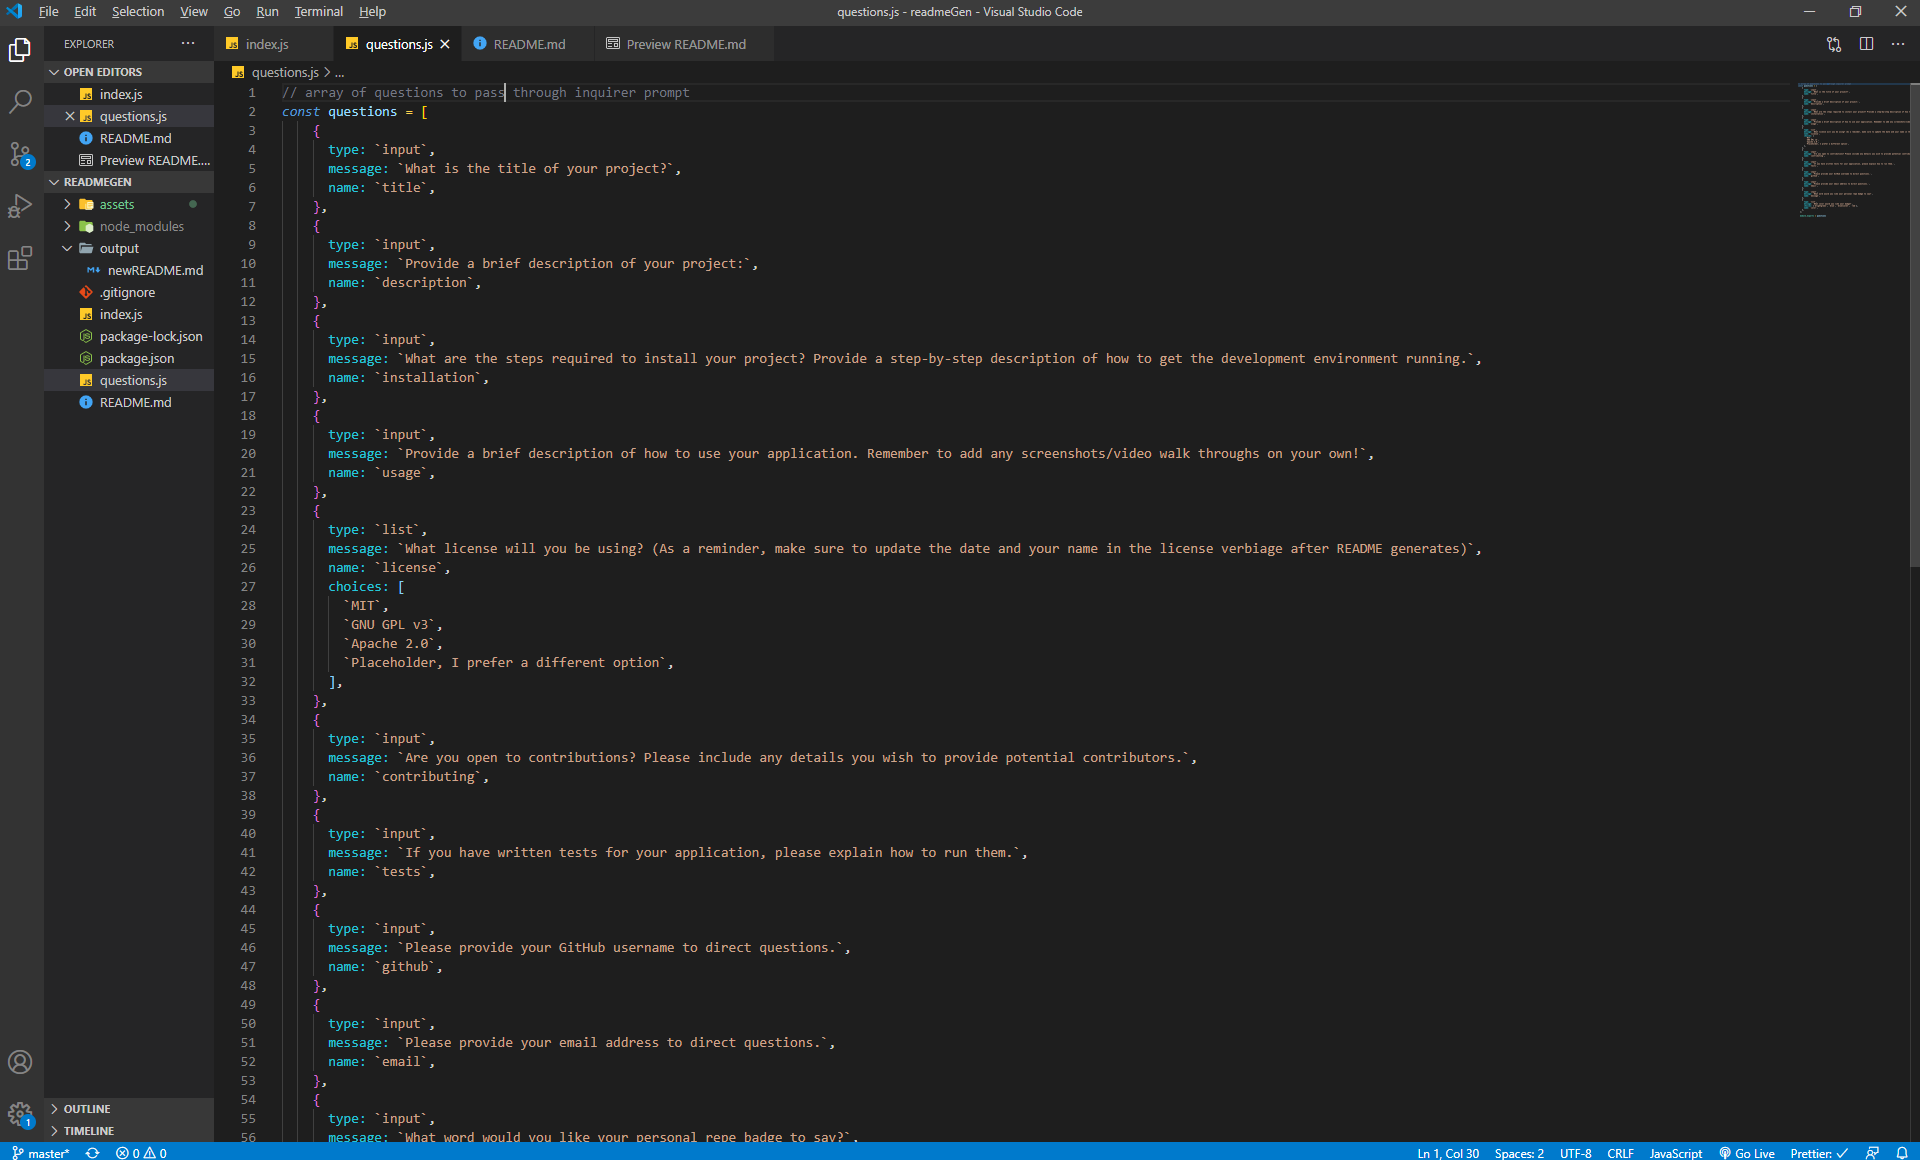 File Edit Selection View Go Run Terminal Help
questions.js - readmeGen - Visual Studio Code
EXPLORER
index.js
questions.js
README.md
Preview README.md
OPEN EDITORS
index.js
questions.js
README.md
Preview README....
READMEGEN
assets
node_modules
output
newREADME.md
.gitignore
index.js
package-lock.json
package.json
questions.js
README.md
OUTLINE
TIMELINE
2
1
questions.js > ...
1 // array of questions to pass through inquirer prompt
2 const questions = [
3 {
4 type: `input`,
5 message: `What is the title of your project?`,
6 name: `title`,
7 },
8 {
9 type: `input`,
10 message: `Provide a brief description of your project:`,
11 name: `description`,
12 },
13 {
14 type: `input`,
15 message: `What are the steps required to install your project? Provide a step-by-step description of how to get the development environment running.`,
16 name: `installation`,
17 },
18 {
19 type: `input`,
20 message: `Provide a brief description of how to use your application. Remember to add any screenshots/video walk throughs on your own!`,
21 name: `usage`,
22 },
23 {
24 type: `list`,
25 message: `What license will you be using? (As a reminder, make sure to update the date and your name in the license verbiage after README generates)`,
26 name: `license`,
27 choices: [
28 `MIT`,
29 `GNU GPL v3`,
30 `Apache 2.0`,
31 `Placeholder, I prefer a different option`,
32 ],
33 },
34 {
35 type: `input`,
36 message: `Are you open to contributions? Please include any details you wish to provide potential contributors.`,
37 name: `contributing`,
38 },
39 {
40 type: `input`,
41 message: `If you have written tests for your application, please explain how to run them.`,
42 name: `tests`,
43 },
44 {
45 type: `input`,
46 message: `Please provide your GitHub username to direct questions.`,
47 name: `github`,
48 },
49 {
50 type: `input`,
51 message: `Please provide your email address to direct questions.`,
52 name: `email`,
53 },
54 {
55 type: `input`,
56 message: `What word would you like your personal repe badge to say?`,
master* 0 0
Ln 1, Col 30 Spaces: 2 UTF-8 CRLF JavaScript Go Live Prettier: ✓